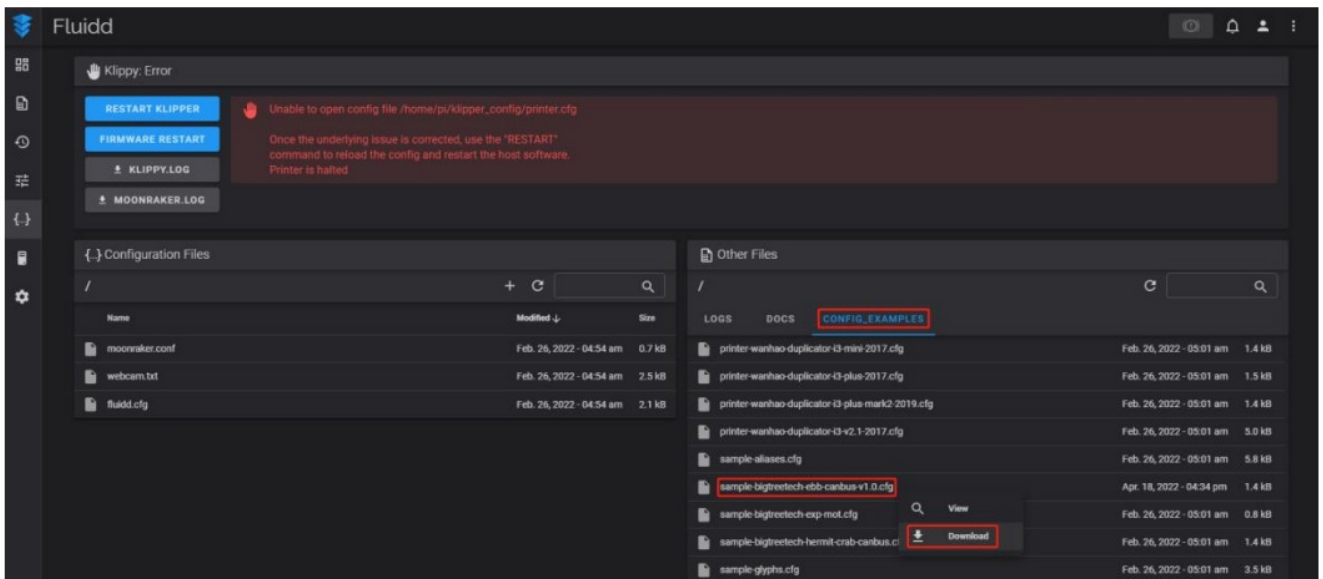 Fluidd
Klippy: Error
RESTART KLIPPER
FIRMWARE RESTART
KLIPPY.LOG
MOONRAKER.LOG
Unable to open config file /home/pi/klipper_config/printer.cfg
Once the underlying issue is corrected, use the "RESTART"
command to reload the config and restart the host software.
Printer is halted
{..} Configuration Files
/
Name Modified ↓ Size
moonraker.conf Feb. 26, 2022 - 04:54 am 0.7 kB
webcam.txt Feb. 26, 2022 - 04:54 am 2.5 kB
fluidd.cfg Feb. 26, 2022 - 04:54 am 2.1 kB
Other Files
/
LOGS DOCS CONFIG_EXAMPLES
printer-wanhao-duplicator-i3-mini-2017.cfg Feb. 26, 2022 - 05:01 am 1.4 kB
printer-wanhao-duplicator-i3-plus-2017.cfg Feb. 26, 2022 - 05:01 am 1.5 kB
printer-wanhao-duplicator-i3-plus-mark2-2019.cfg Feb. 26, 2022 - 05:01 am 1.4 kB
printer-wanhao-duplicator-i3-v2.1-2017.cfg Feb. 26, 2022 - 05:01 am 5.0 kB
sample-aliases.cfg Feb. 26, 2022 - 05:01 am 5.8 kB
sample-bigtreetech-ebb-canbus-v1.0.cfg Apr. 18, 2022 - 04:34 pm 1.4 kB
sample-bigtreetech-exp-mot.cfg Feb. 26, 2022 - 05:01 am 0.8 kB
sample-bigtreetech-hermit-crab-canbus.c Feb. 26, 2022 - 05:01 am 1.4 kB
sample-glyphs.cfg Feb. 26, 2022 - 05:01 am 3.5 kB
View
Download